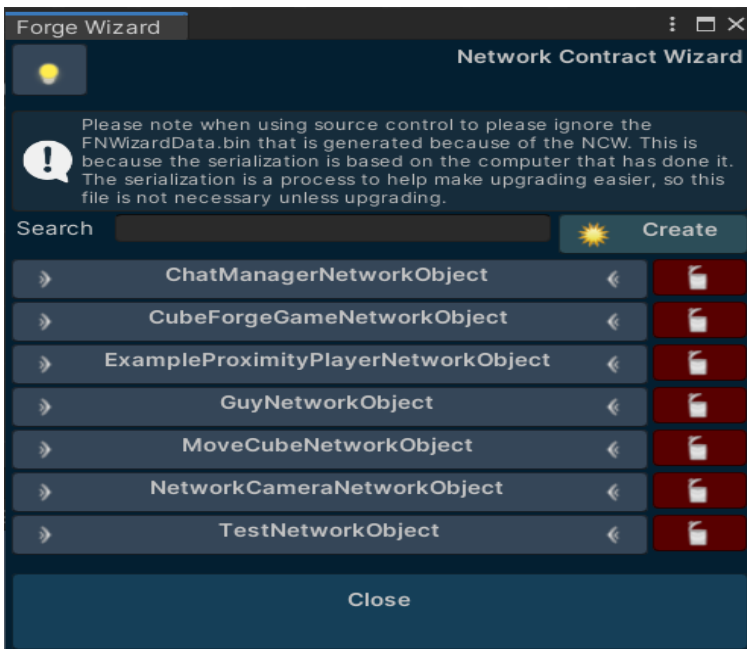 Forge Wizard
Network Contract Wizard
Please note when using source control to please ignore the
FNWizardData.bin that is generated because of the NCW. This is
because the serialization is based on the computer that has done it.
The serialization is a process to help make upgrading easier, so this
file is not necessary unless upgrading.
Search
Create
ChatManagerNetworkObject
CubeForgeGameNetworkObject
ExampleProximityPlayerNetworkObject
GuyNetworkObject
MoveCubeNetworkObject
NetworkCameraNetworkObject
TestNetworkObject
Close